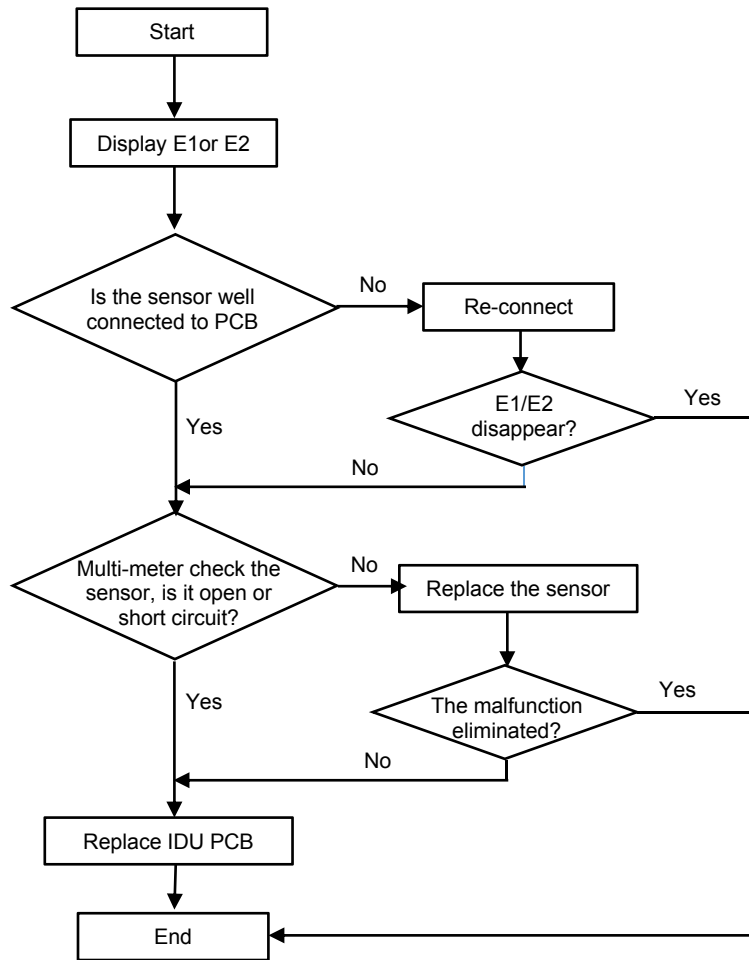 Start
Display E1or E2
Is the sensor well
connected to PCB
No
Re-connect
E1/E2
disappear?
Yes
Yes
No
Multi-meter check the
sensor, is it open or
short circuit?
No
Replace the sensor
Yes
The malfunction
eliminated?
Yes
No
Replace IDU PCB
End